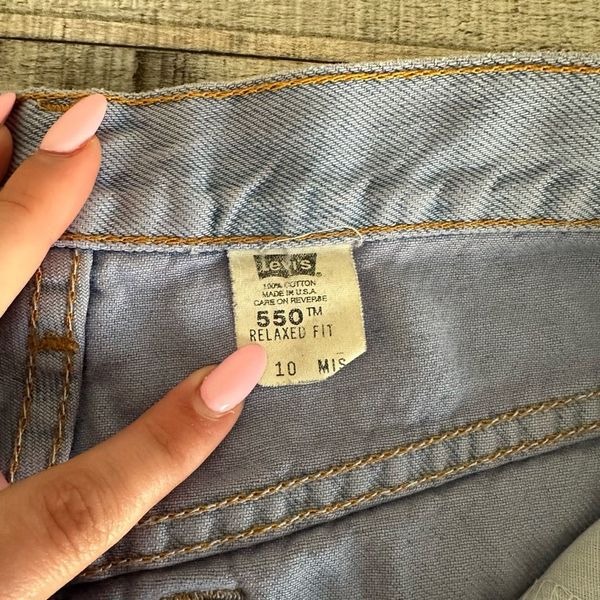 Levi's®
100% COTTON
MADE IN U.S.A.
CARE ON REVERSE
550™
RELAXED FIT
10 MIS